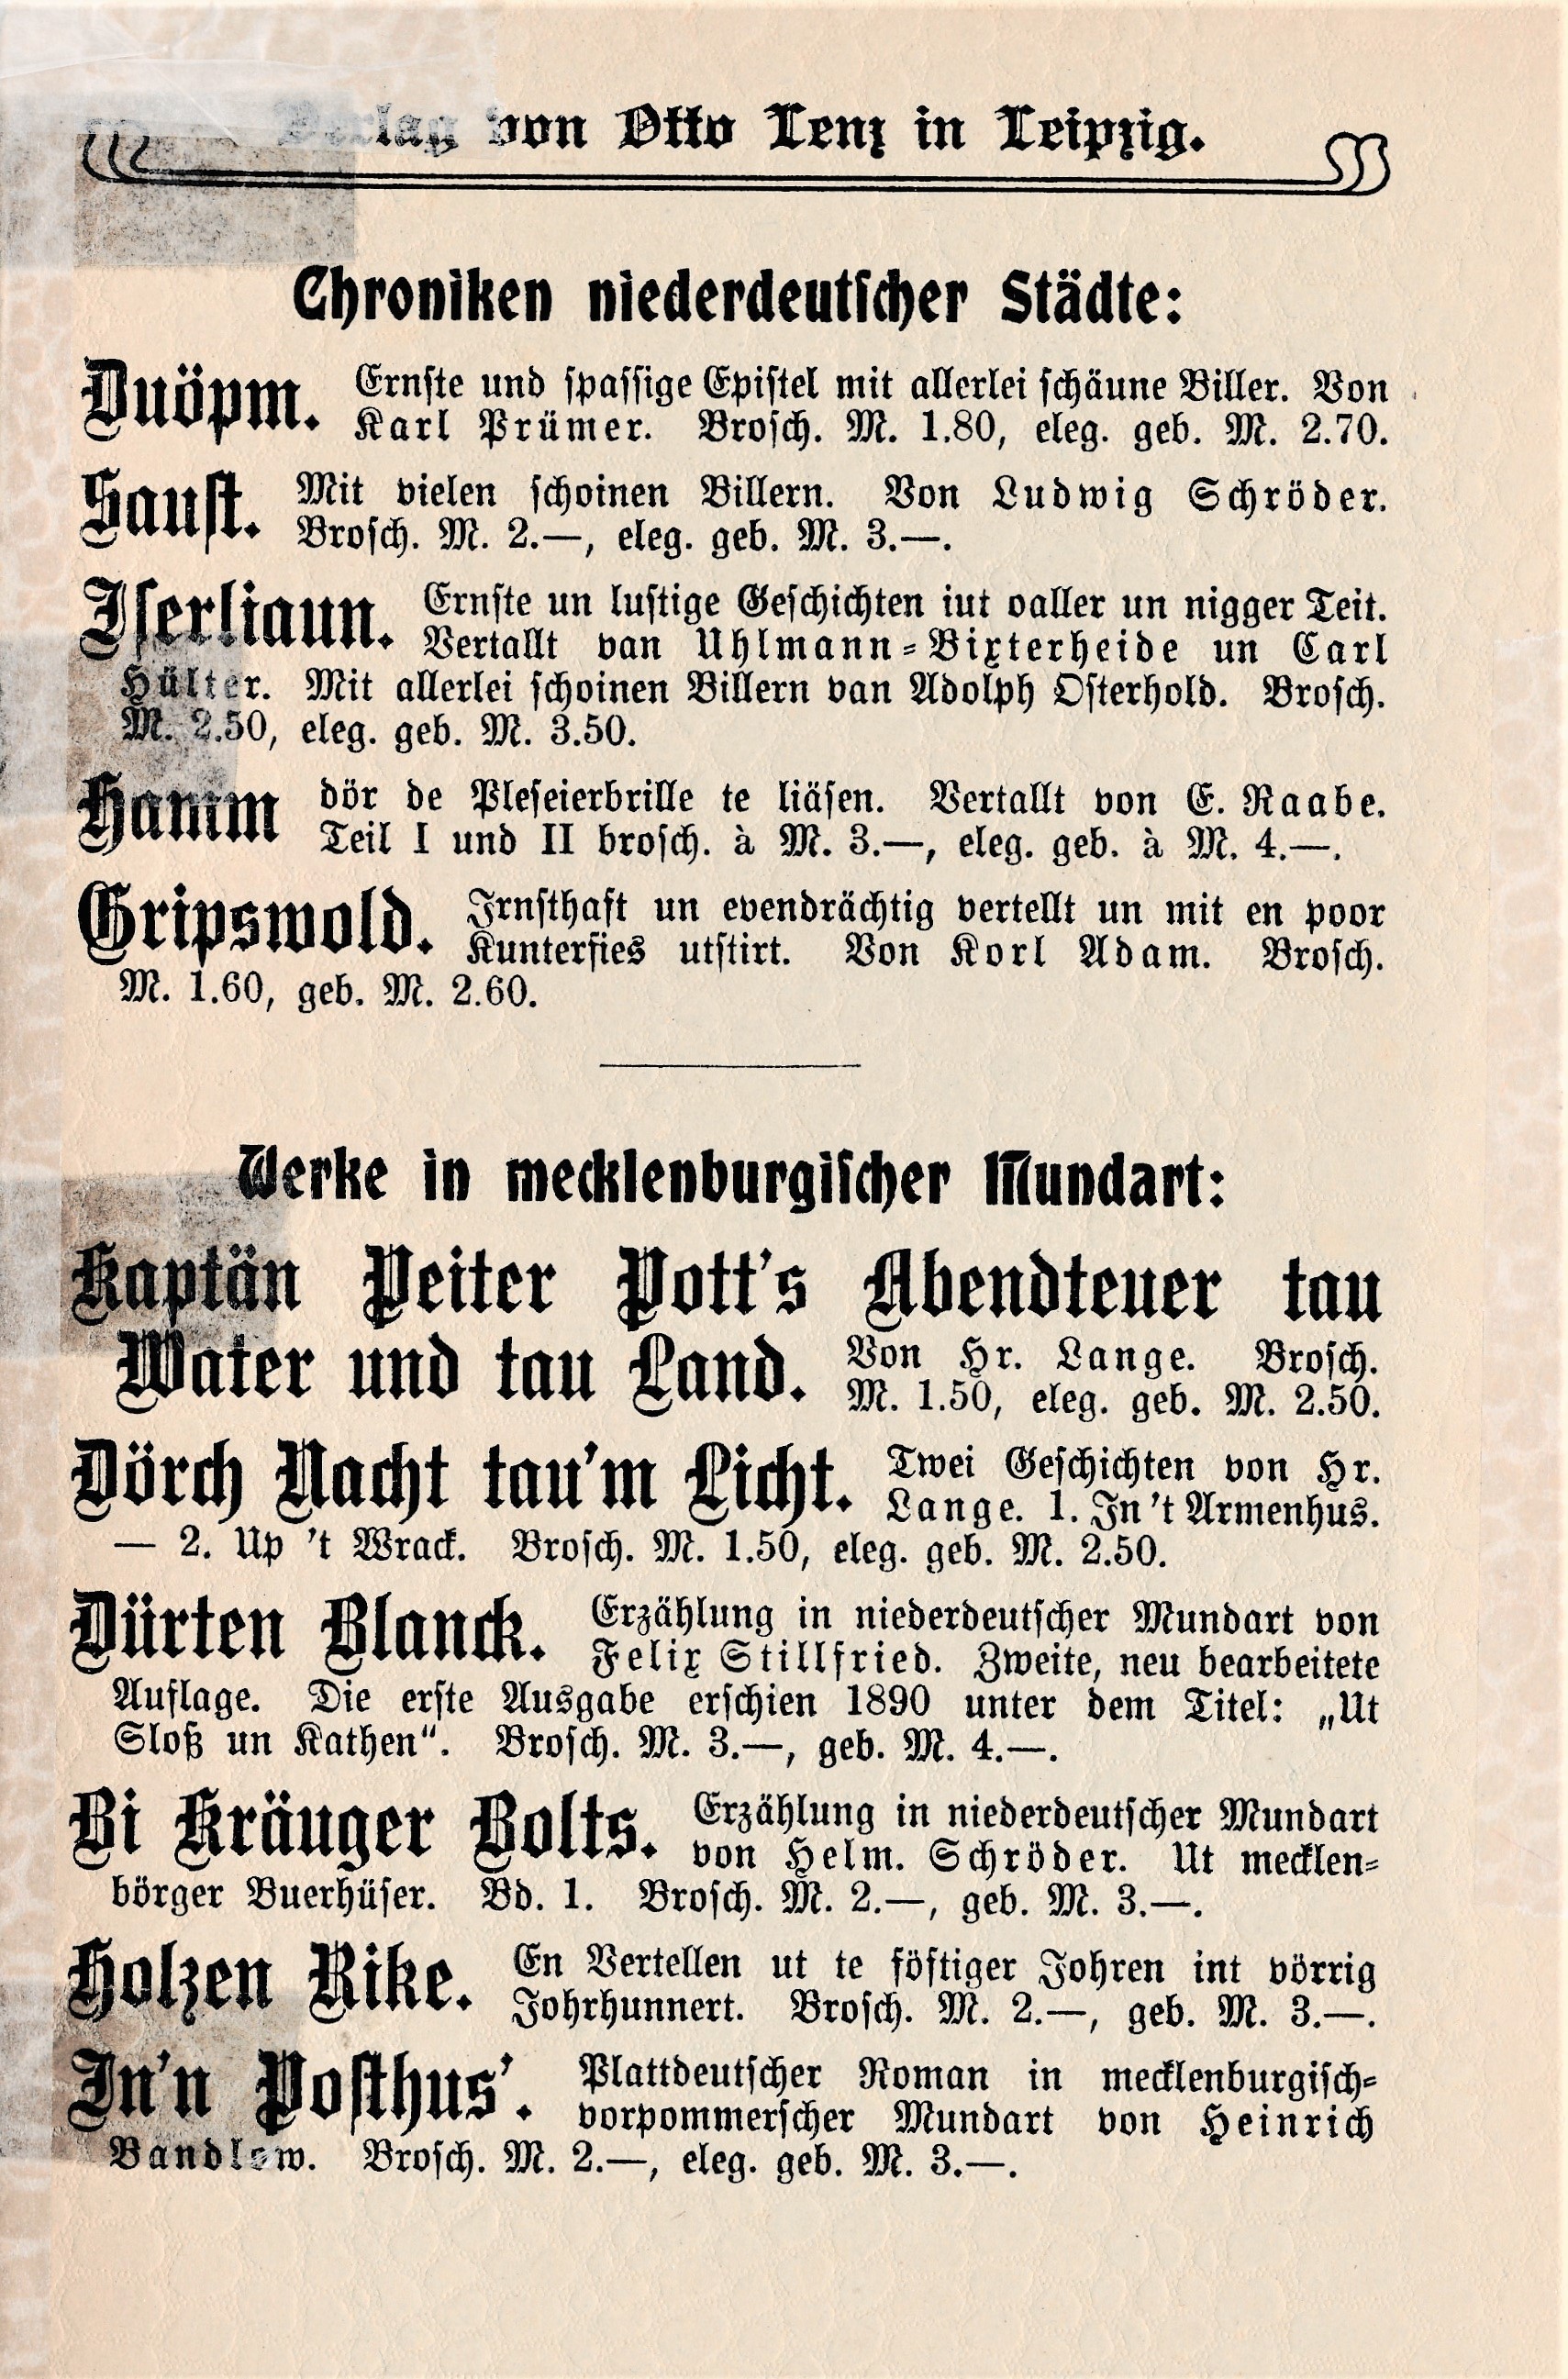 Verlag von Otto Lenz in Leipzig.
Chroniken niederdeutscher Städte:
Duöpm. Ernste und spassige Epistel mit allerlei schäune Biller. Von
Karl Prümer. Brosch. M. 1.80, eleg. geb. M. 2.70.
Saust. Mit vielen schoinen Billern. Von Ludwig Schröder.
Brosch. M. 2.—, eleg. geb. M. 3.—.
Iserliaun. Ernste un lustige Geschichten iut oaller un nigger Teit.
Vertallt van Uhlmann-Bixterheide un Carl
Hülter. Mit allerlei schoinen Billern van Adolph Osterhold. Brosch.
M. 2.50, eleg. geb. M. 3.50.
Hamm dör de Pleseierbrille te liäsen. Vertallt von E. Raabe.
Teil I und II brosch. à M. 3.—, eleg. geb. à M. 4.—.
Gripswold. Irnsthaft un evendrächtig vertellt un mit en poor
Kunterfies utstirt. Von Korl Adam. Brosch.
M. 1.60, geb. M. 2.60.
Werke in mecklenburgischer Mundart:
Kaptän Peiter Pott's Abendteuer tau
Water und tau Land. Von Hr. Lange. Brosch.
M. 1.50, eleg. geb. M. 2.50.
Dörch Nacht tau'm Licht. Twei Geschichten von Hr.
Lange. 1. In 't Armenhus.
— 2. Up 't Wrack. Brosch. M. 1.50, eleg. geb. M. 2.50.
Dürten Blanck. Erzählung in niederdeutscher Mundart von
Felix Stillfried. Zweite, neu bearbeitete
Auflage. Die erste Ausgabe erschien 1890 unter dem Titel: „Ut
Sloß un Kathen“. Brosch. M. 3.—, geb. M. 4.—.
Bi Kräuger Bolts. Erzählung in niederdeutscher Mundart
von Helm. Schröder. Ut mecklen-
börger Buerhüser. Bd. 1. Brosch. M. 2.—, geb. M. 3.—.
Holzen Rike. En Vertellen ut te föftiger Johren int vörrig
Johrhunnert. Brosch. M. 2.—, geb. M. 3.—.
In'n Posthus'. Plattdeutscher Roman in mecklenburgisch-
vorpommerscher Mundart von Heinrich
Bandlow. Brosch. M. 2.—, eleg. geb. M. 3.—.